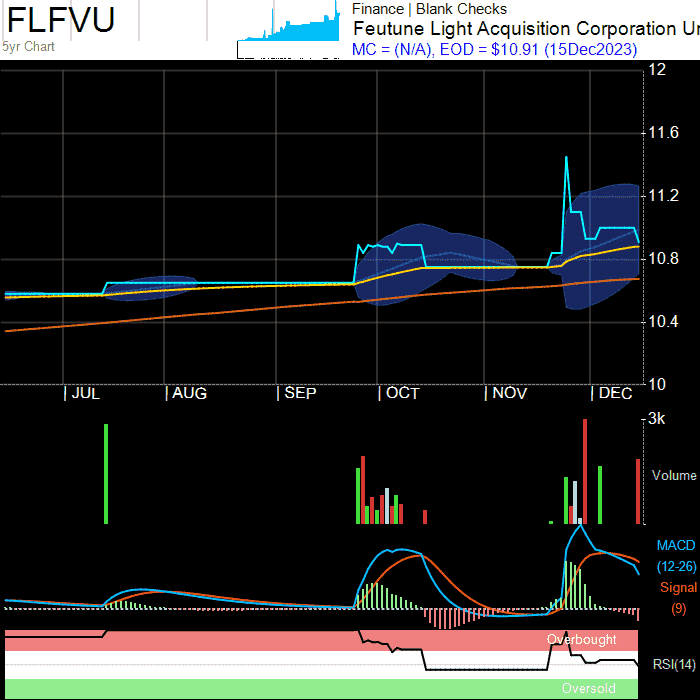 FLFVU
5yr Chart
Finance | Blank Checks
Feutune Light Acquisition Corporation Un
MC = (N/A), EOD = $10.91 (15Dec2023)
12
11.6
11.2
10.8
10.4
10
JUL
AUG
SEP
OCT
NOV
DEC
3k
Volume
MACD
(12-26)
Signal
(9)
Overbought
RSI(14)
Oversold